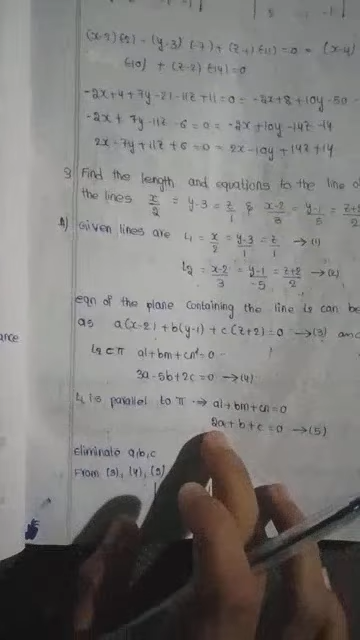 (x-3)(2) - (y-3)(-7) + (z-1)(11) = 0 = (x-4)
(10) + (z-2)(14) = 0
-2x+4+7y-21-11z+11=0 = -2x+8+10y-50
-2x+7y-11z-6=0 = -2x+10y-14z-14
2x-7y+11z+6=0 = 2x-10y+14z+14
9 Find the length and equations to the line of
the lines x/2 = y-3 = z/1 & x-2/3 = y-1/-5 = z+2/2
A) Given lines are L1 = x/2 = y-3/1 = z/1 → (1)
L2 = x-2/3 = y-1/-5 = z+2/2 → (2)
eqn of the plane containing the line L2 can be
as a(x-2) + b(y-1) + c(z+2) = 0 → (3) and
ance
L2 ⊂ π al+bm+cn=0
3a-5b+2c=0 → (4)
L1 is parallel to π → al+bm+cn=0
2a+b+c=0 → (5)
eliminate a,b,c
From (3), (4), (5)